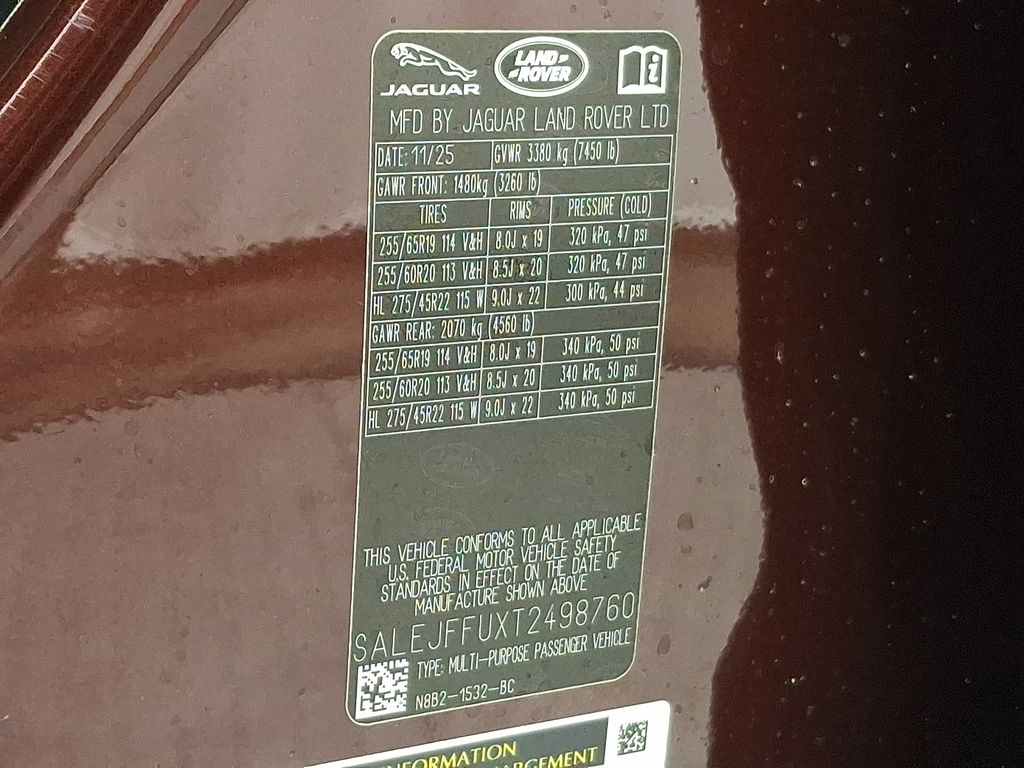 JAGUAR
LAND-
-ROVER
MFD BY JAGUAR LAND ROVER LTD
DATE: 11/25 GVWR 3380 kg (7450 lb)
GAWR FRONT: 1480kg (3260 lb)
TIRES RIMS PRESSURE (COLD)
255/65R19 114 V&H 8.0J x 19 320 kPa, 47 psi
255/60R20 113 V&H 8.5J x 20 320 kPa, 47 psi
HL 275/45R22 115 W 9.0J x 22 300 kPa, 44 psi
GAWR REAR: 2070 kg (4560 lb)
255/65R19 114 V&H 8.0J x 19 340 kPa, 50 psi
255/60R20 113 V&H 8.5J x 20 340 kPa, 50 psi
HL 275/45R22 115 W 9.0J x 22 340 kPa, 50 psi
THIS VEHICLE CONFORMS TO ALL APPLICABLE
U.S. FEDERAL MOTOR VEHICLE SAFETY
STANDARDS IN EFFECT ON THE DATE OF
MANUFACTURE SHOWN ABOVE
SALEJFFUXT2498760
TYPE: MULTI-PURPOSE PASSENGER VEHICLE
N8B2-1532-BC